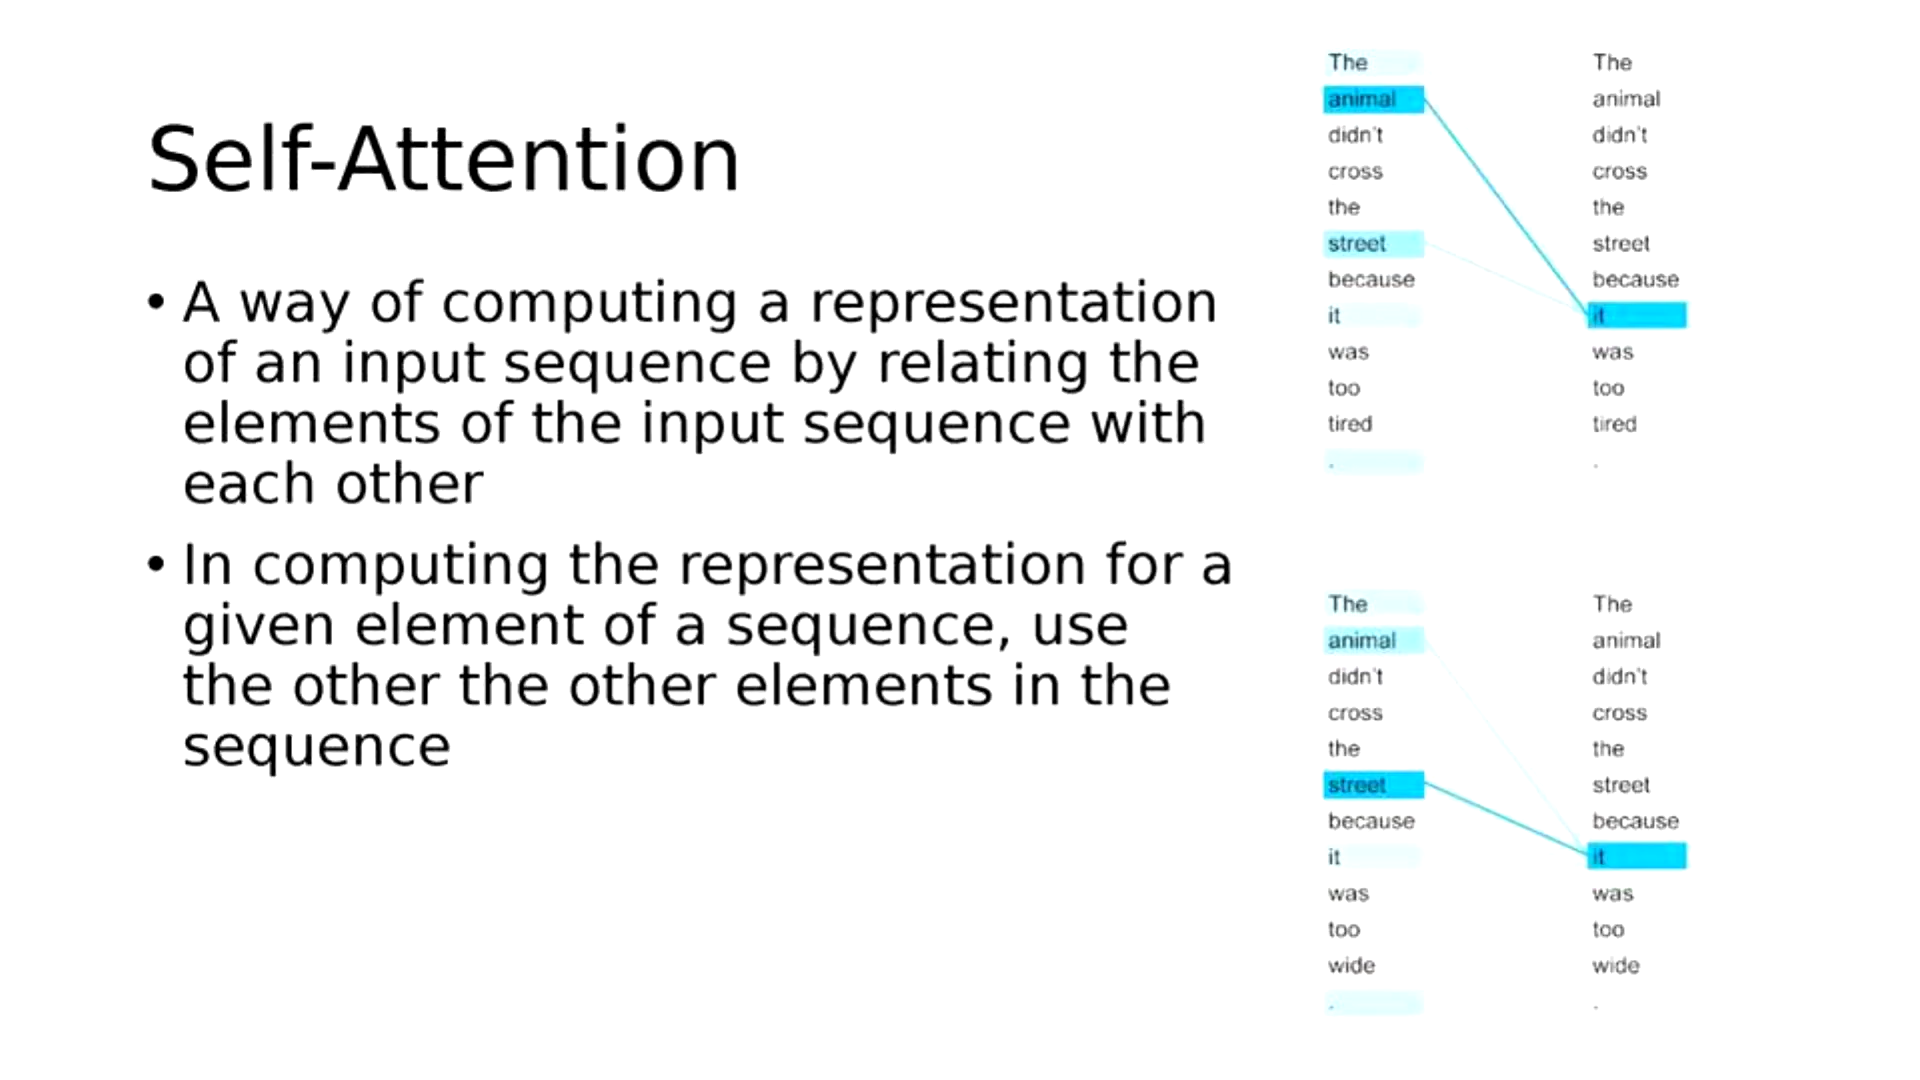 Self-Attention
• A way of computing a representation
of an input sequence by relating the
elements of the input sequence with
each other
• In computing the representation for a
given element of a sequence, use
the other the other elements in the
sequence
The The
animal animal
didn't didn't
cross cross
the the
street street
because because
it it
was was
too too
tired tired
. .
The The
animal animal
didn't didn't
cross cross
the the
street street
because because
it it
was was
too too
wide wide
. .